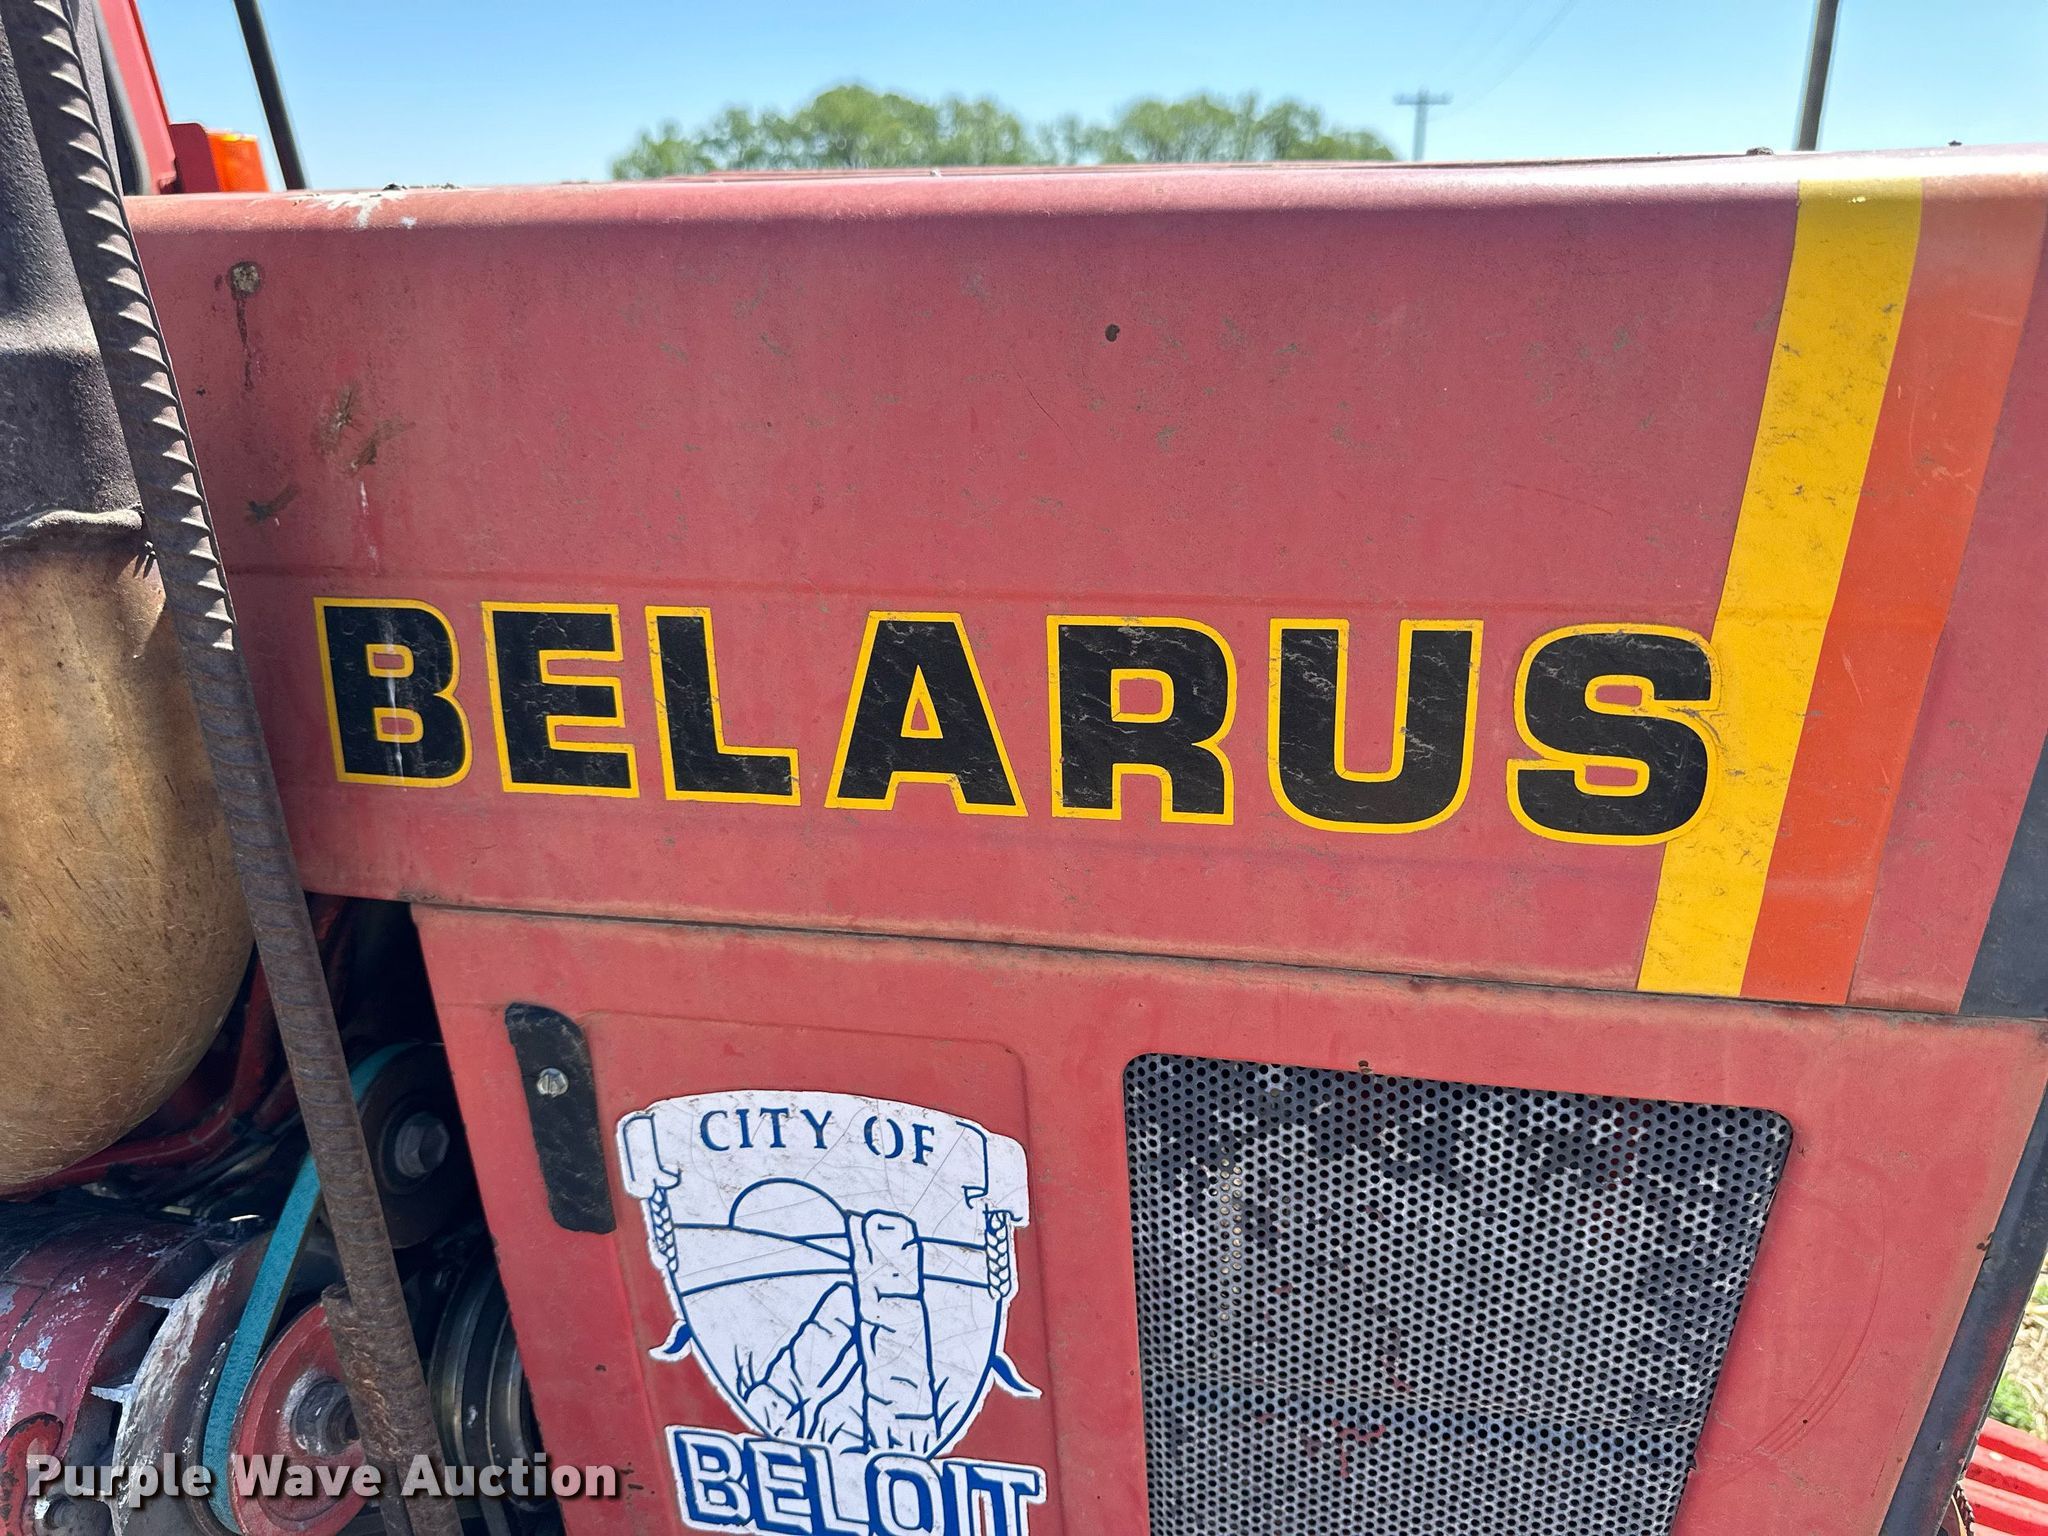 BELARUS
CITY OF
BELOIT
Purple Wave Auction